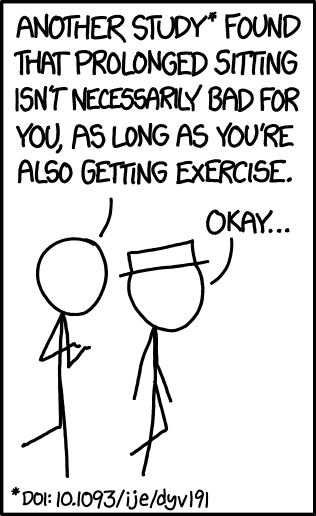 ANOTHER STUDY* FOUND
THAT PROLONGED SITTING
ISN'T NECESSARILY BAD FOR
YOU, AS LONG AS YOU'RE
ALSO GETTING EXERCISE.
OKAY...
*DOI: 10.1093/ije/dyv191